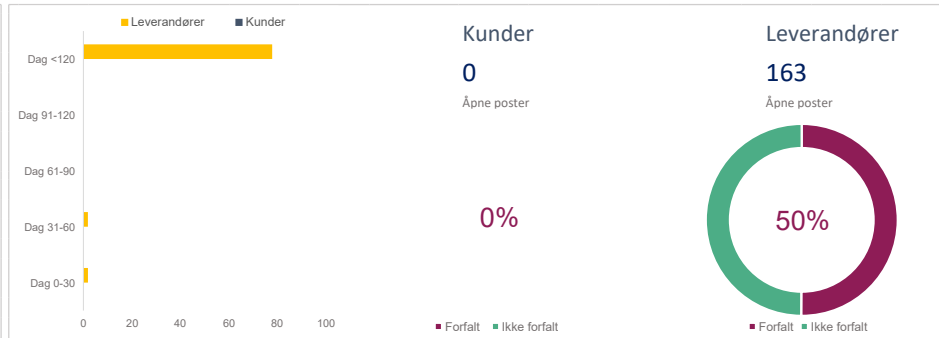 Leverandører Kunder
Dag <120
Dag 91-120
Dag 61-90
Dag 31-60
Dag 0-30
0 20 40 60 80 100
Kunder
0
Åpne poster
0%
Forfalt Ikke forfalt
Leverandører
163
Åpne poster
50%
Forfalt Ikke forfalt